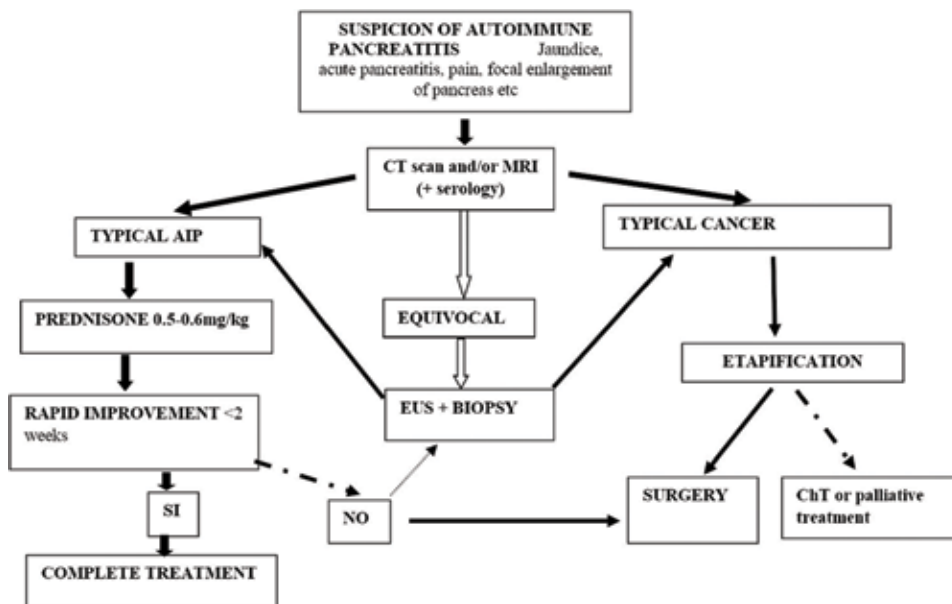 SUSPICION OF AUTOIMMUNE
PANCREATITIS Jaundice,
acute pancreatitis, pain, focal enlargement
of pancreas etc
CT scan and/or MRI
(+ serology)
TYPICAL AIP
TYPICAL CANCER
PREDNISONE 0.5-0.6mg/kg
EQUIVOCAL
ETAPIFICATION
RAPID IMPROVEMENT <2
weeks
EUS + BIOPSY
SI
NO
SURGERY
ChT or palliative
treatment
COMPLETE TREATMENT